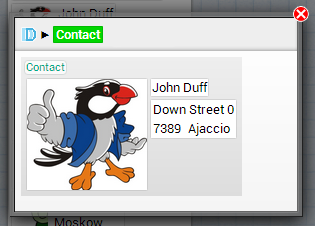 John Duff
D ▸ Contact
Contact
John Duff
Down Street 0
7389 Ajaccio
Moskow